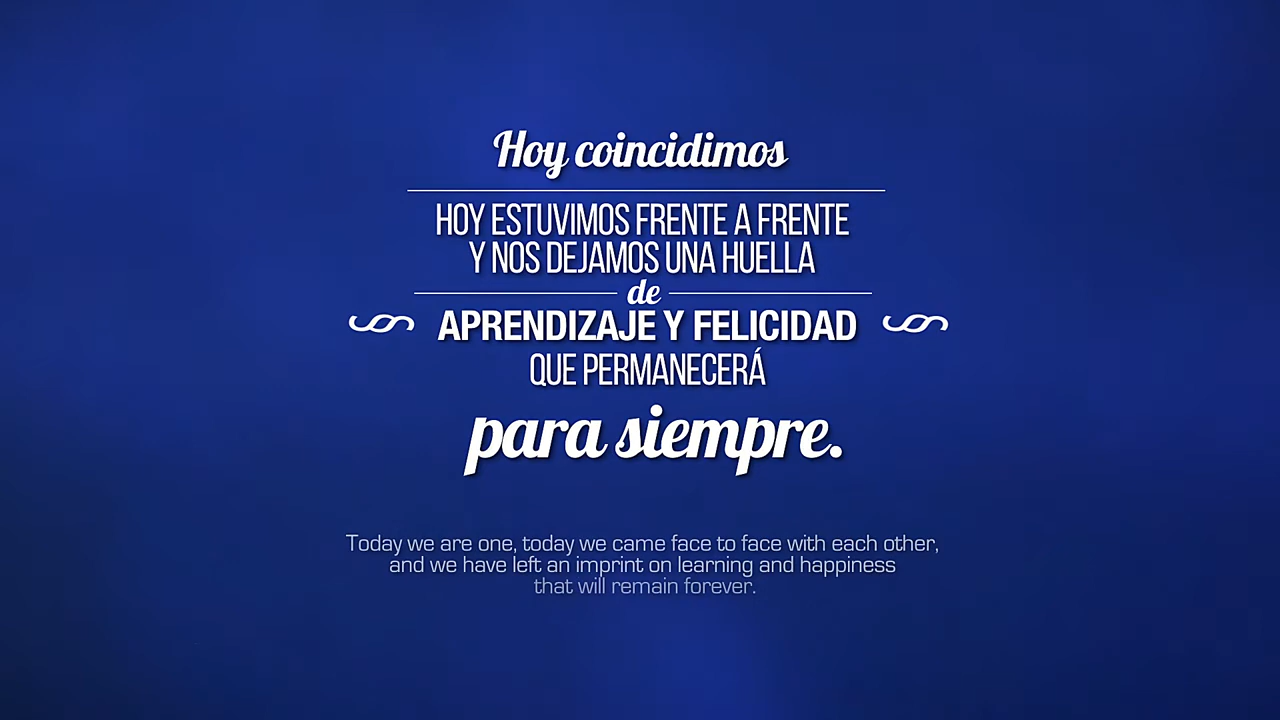 Hoy coincidimos
HOY ESTUVIMOS FRENTE A FRENTE
Y NOS DEJAMOS UNA HUELLA
de
APRENDIZAJE Y FELICIDAD
QUE PERMANECERÁ
para siempre.
Today we are one, today we came face to face with each other,
and we have left an imprint on learning and happiness
that will remain forever.